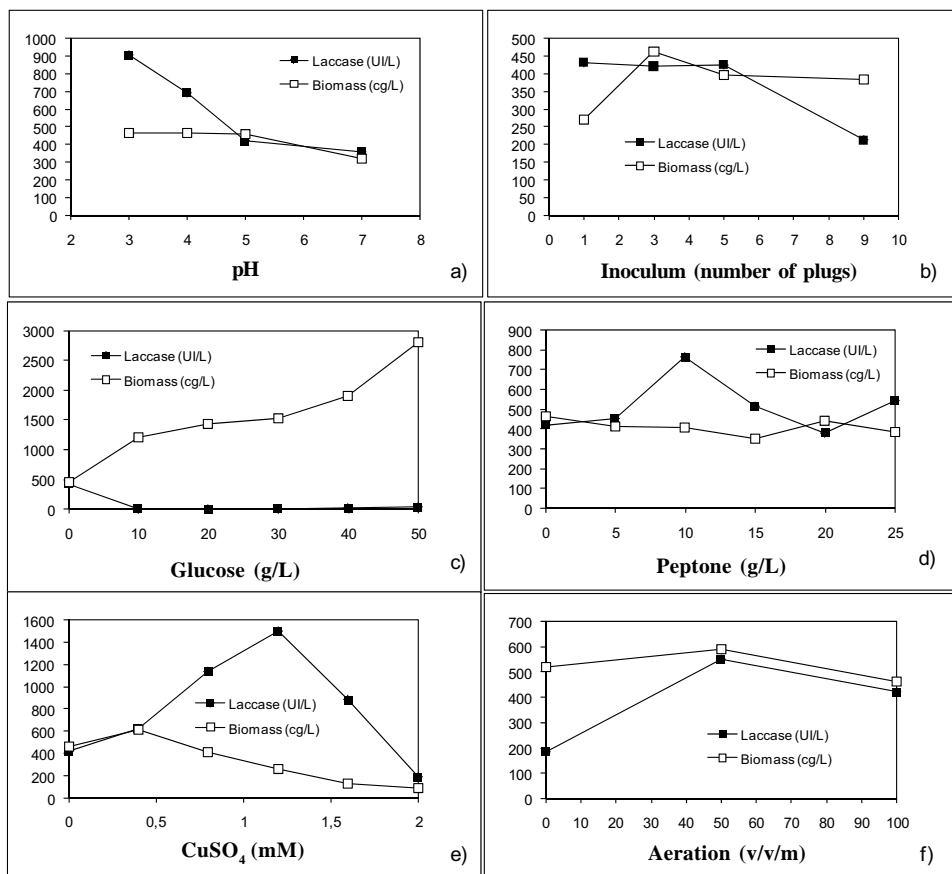 1000
900
800
700
600
500
400
300
200
100
0
2 3 4 5 6 7 8
Laccase (UI/L)
Biomass (cg/L)
pH
a)
500
450
400
350
300
250
200
150
100
50
0
0 1 2 3 4 5 6 7 8 9 10
Laccase (UI/L)
Biomass (cg/L)
Inoculum (number of plugs)
b)
3000
2500
2000
1500
1000
500
0
0 10 20 30 40 50
Laccase (UI/L)
Biomass (cg/L)
Glucose (g/L)
c)
900
800
700
600
500
400
300
200
100
0
0 5 10 15 20 25
Laccase (UI/L)
Biomass (cg/L)
Peptone (g/L)
d)
1600
1400
1200
1000
800
600
400
200
0
0 0,5 1 1,5 2
Laccase (UI/L)
Biomass (cg/L)
CuSO₄ (mM)
e)
700
600
500
400
300
200
100
0
0 10 20 30 40 50 60 70 80 90 100
Laccase (UI/L)
Biomass (cg/L)
Aeration (v/v/m)
f)